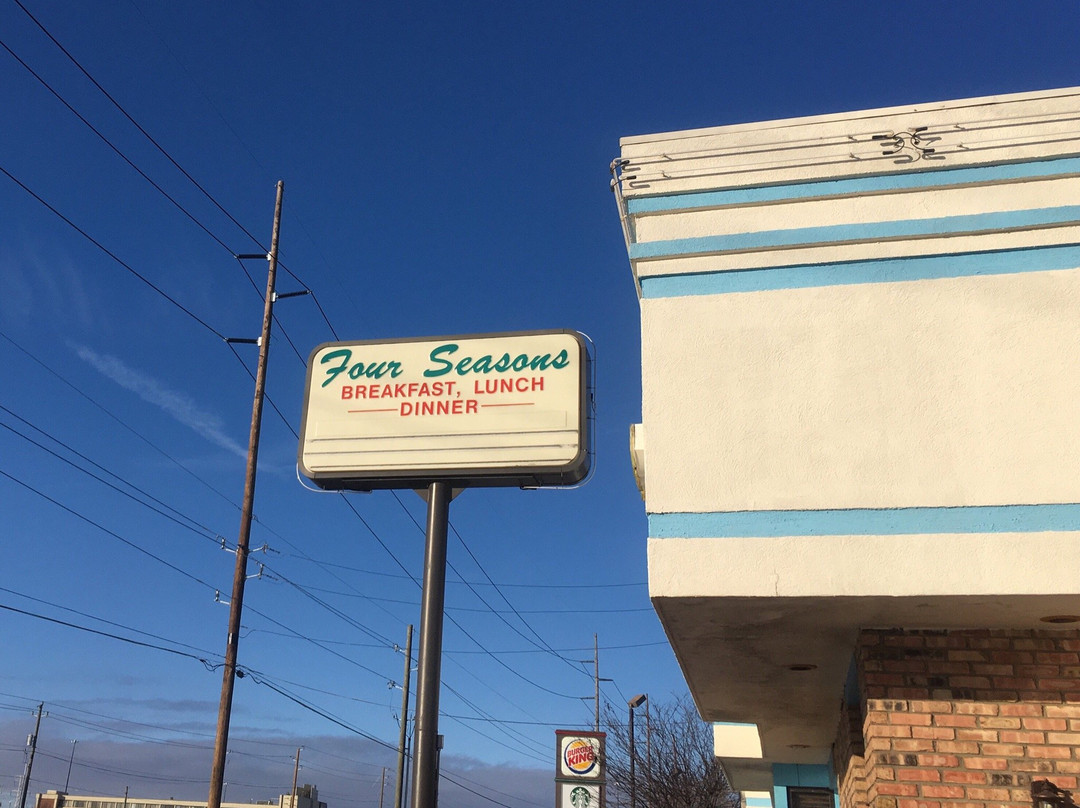 Four Seasons
BREAKFAST, LUNCH
DINNER
BURGER
KING